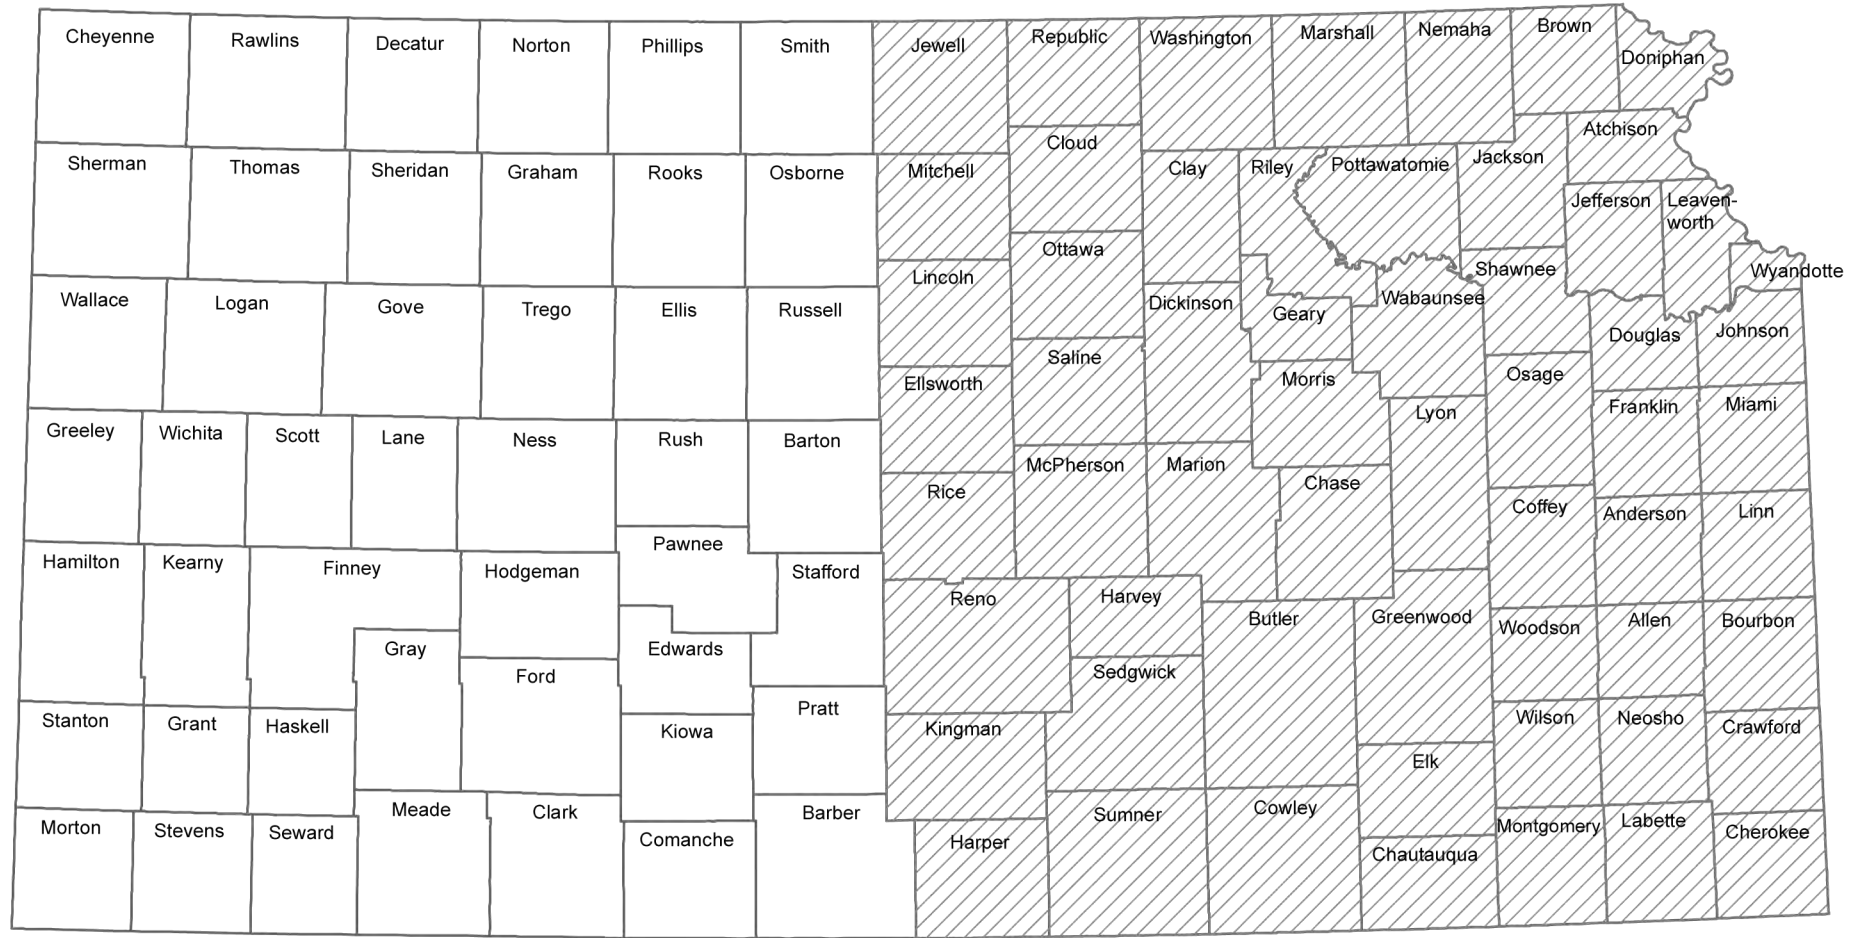 Cheyenne
Rawlins
Decatur
Norton
Phillips
Smith
Jewell
Republic
Washington
Marshall
Nemaha
Brown
Doniphan
Sherman
Thomas
Sheridan
Graham
Rooks
Osborne
Mitchell
Cloud
Clay
Riley
Pottawatomie
Jackson
Atchison
Jefferson
Leaven-
worth
Wyandotte
Wallace
Logan
Gove
Trego
Ellis
Russell
Lincoln
Ottawa
Dickinson
Geary
Wabaunsee
Shawnee
Douglas
Johnson
Ellsworth
Saline
Morris
Lyon
Osage
Franklin
Miami
Greeley
Wichita
Scott
Lane
Ness
Rush
Barton
Rice
McPherson
Marion
Chase
Coffey
Anderson
Linn
Hamilton
Kearny
Finney
Hodgeman
Pawnee
Stafford
Reno
Harvey
Butler
Greenwood
Woodson
Allen
Bourbon
Gray
Ford
Edwards
Sedgwick
Stanton
Grant
Haskell
Kiowa
Pratt
Kingman
Elk
Wilson
Neosho
Crawford
Morton
Stevens
Seward
Meade
Clark
Comanche
Barber
Harper
Sumner
Cowley
Chautauqua
Montgomery
Labette
Cherokee